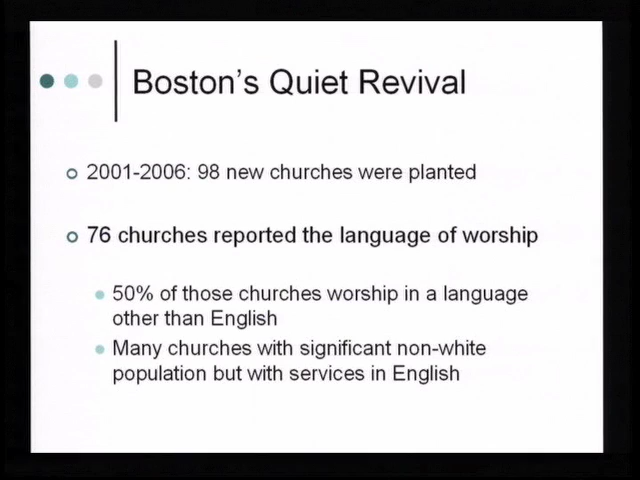 Boston's Quiet Revival
2001-2006: 98 new churches were planted
76 churches reported the language of worship
50% of those churches worship in a language
other than English
Many churches with significant non-white
population but with services in English